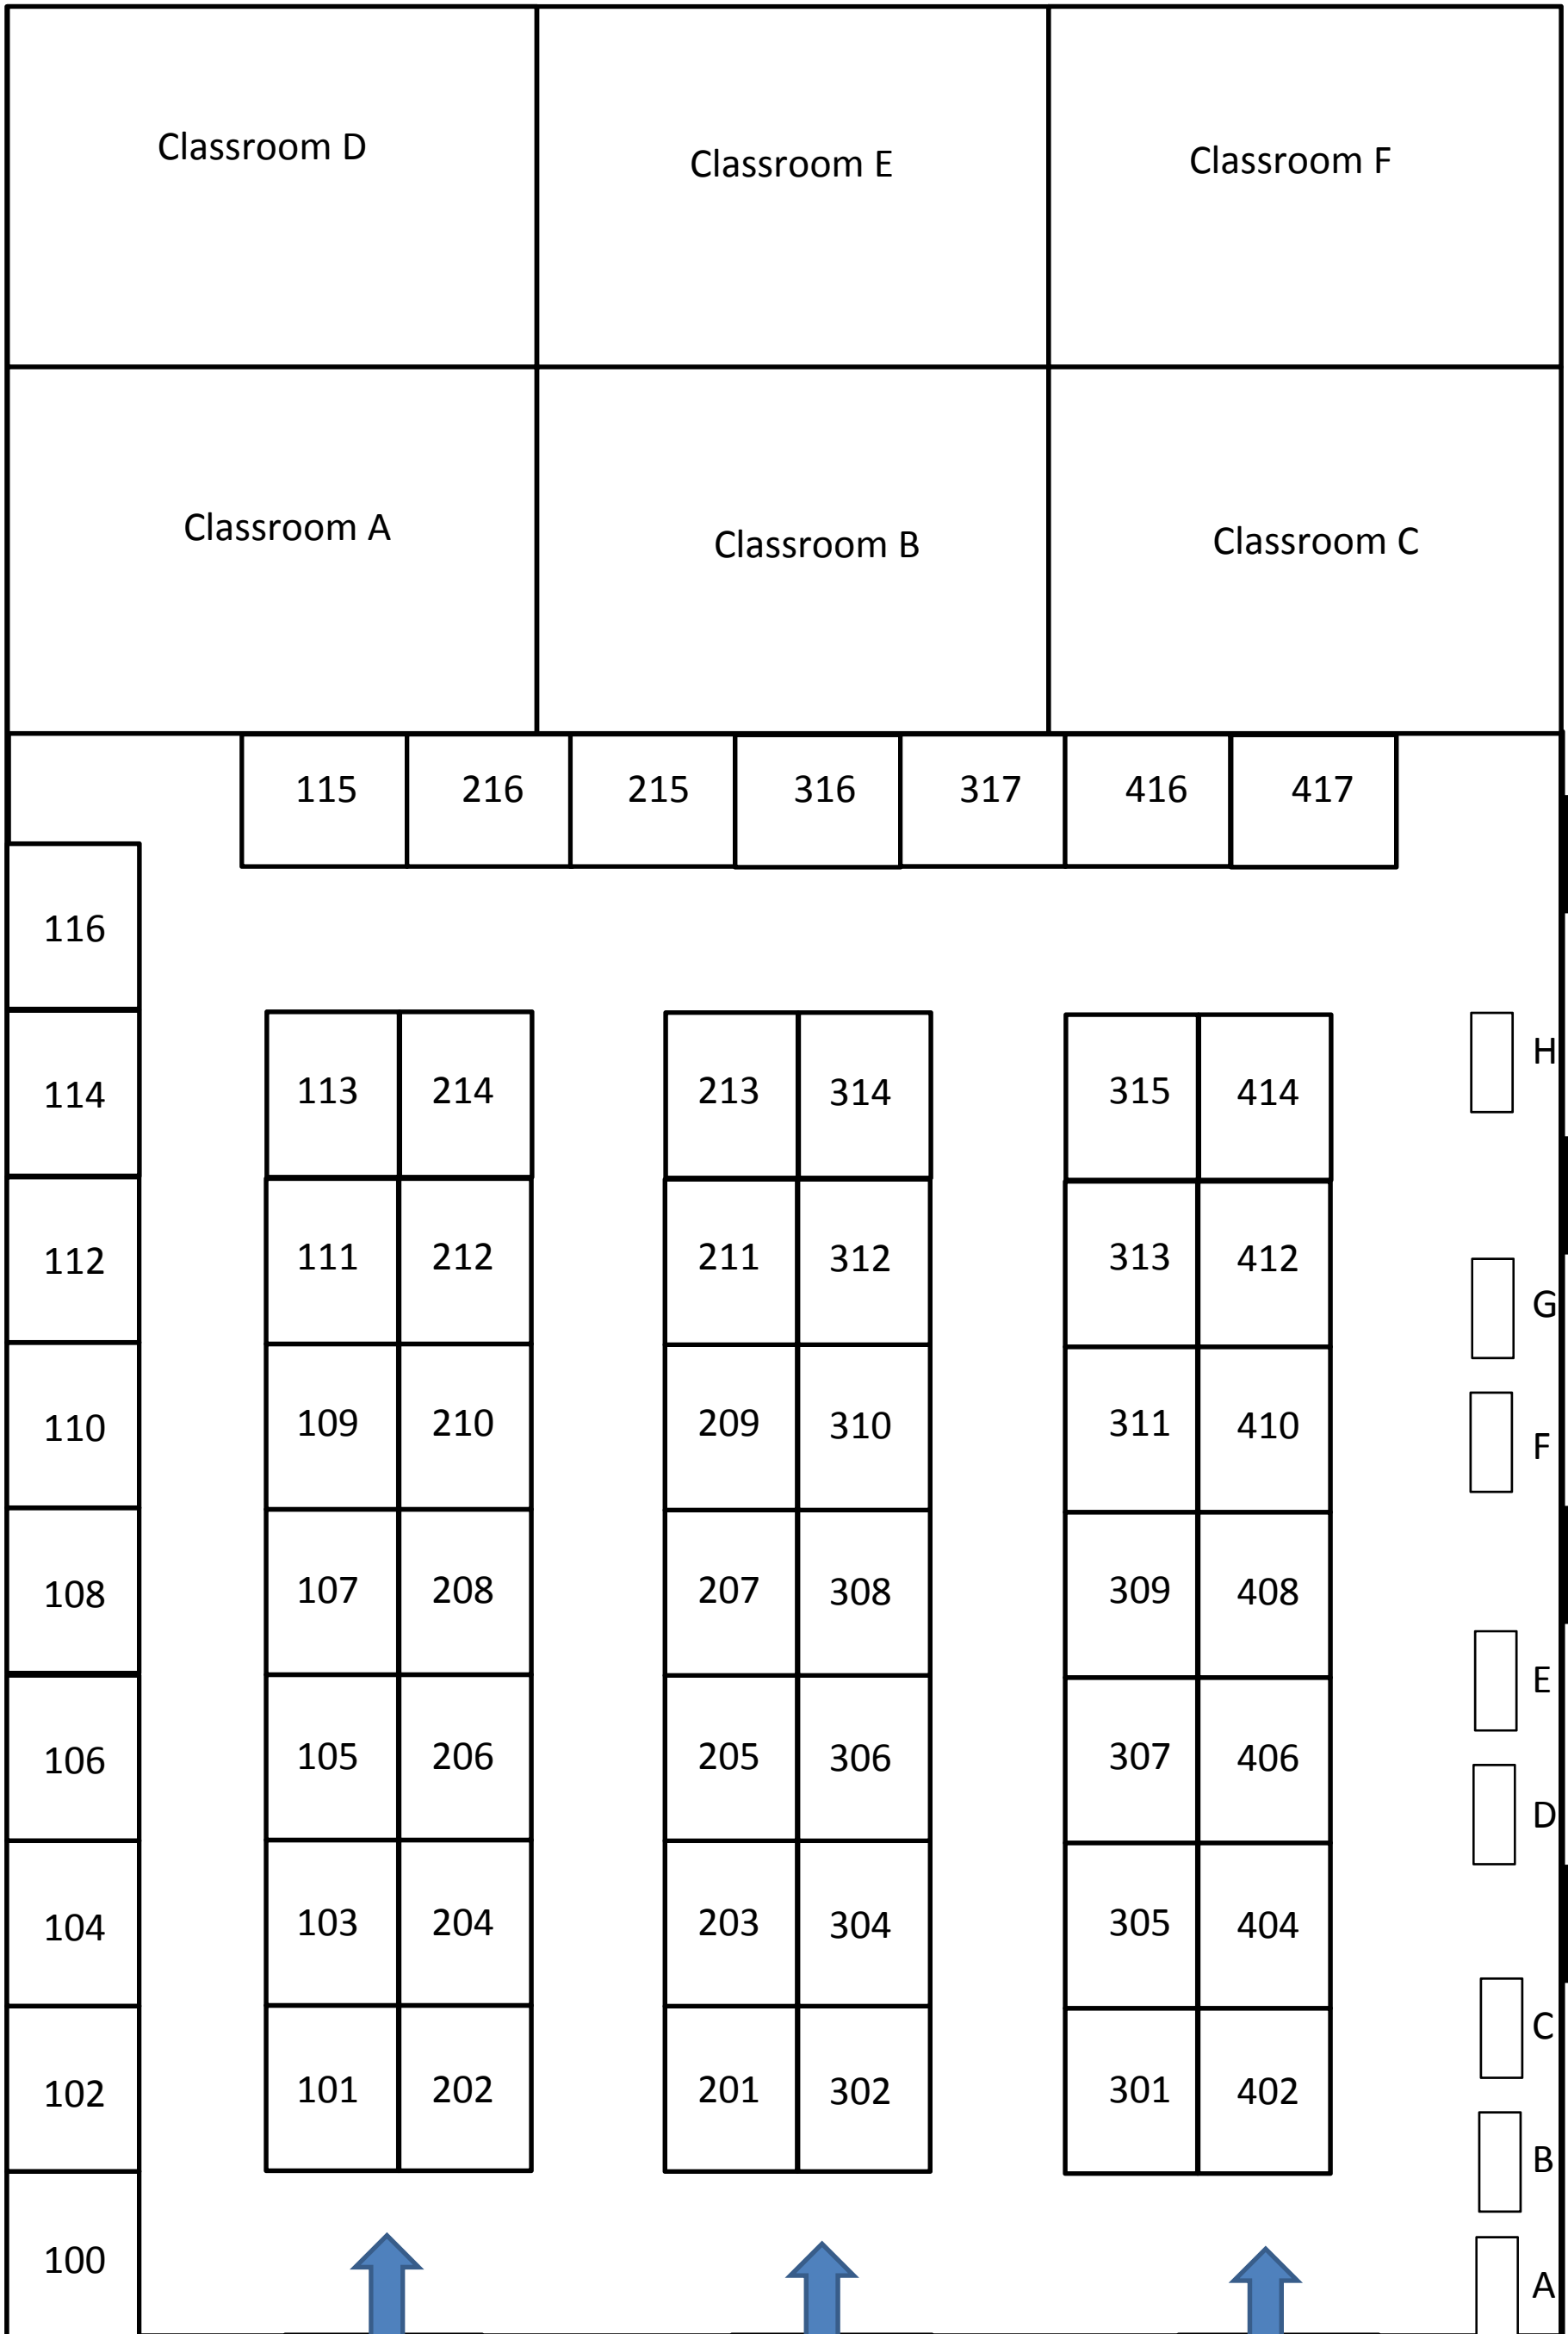 Classroom D
Classroom E
Classroom F
Classroom A
Classroom B
Classroom C
115 216 215 316 317 416 417
116
113 214 213 314 315 414 H
114
111 212 211 312 313 412
112
G
109 210 209 310 311 410
110
F
107 208 207 308 309 408
108
E
105 206 205 306 307 406
106
D
103 204 203 304 305 404
104
C
101 202 201 302 301 402
102
B
100
A